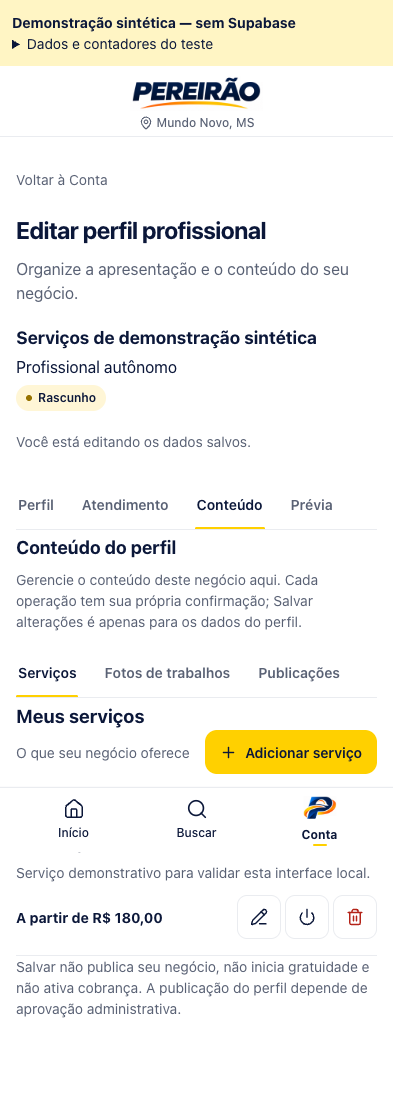 Demonstração sintética — sem Supabase
Dados e contadores do teste
PEREIRÃO
Mundo Novo, MS
Voltar à Conta
Editar perfil profissional
Organize a apresentação e o conteúdo do seu
negócio.
Serviços de demonstração sintética
Profissional autônomo
Rascunho
Você está editando os dados salvos.
Perfil Atendimento Conteúdo Prévia
Conteúdo do perfil
Gerencie o conteúdo deste negócio aqui. Cada
operação tem sua própria confirmação; Salvar
alterações é apenas para os dados do perfil.
Serviços Fotos de trabalhos Publicações
Meus serviços
O que seu negócio oferece
Adicionar serviço
Início Buscar Conta
Serviço demonstrativo para validar esta interface local.
A partir de R$ 180,00
Salvar não publica seu negócio, não inicia gratuidade e
não ativa cobrança. A publicação do perfil depende de
aprovação administrativa.